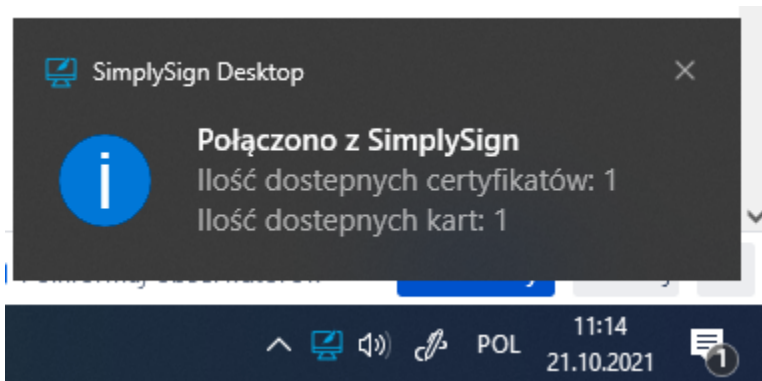 SimplySign Desktop
Połączono z SimplySign
Ilość dostepnych certyfikatów: 1
Ilość dostepnych kart: 1
POL
11:14
21.10.2021
1